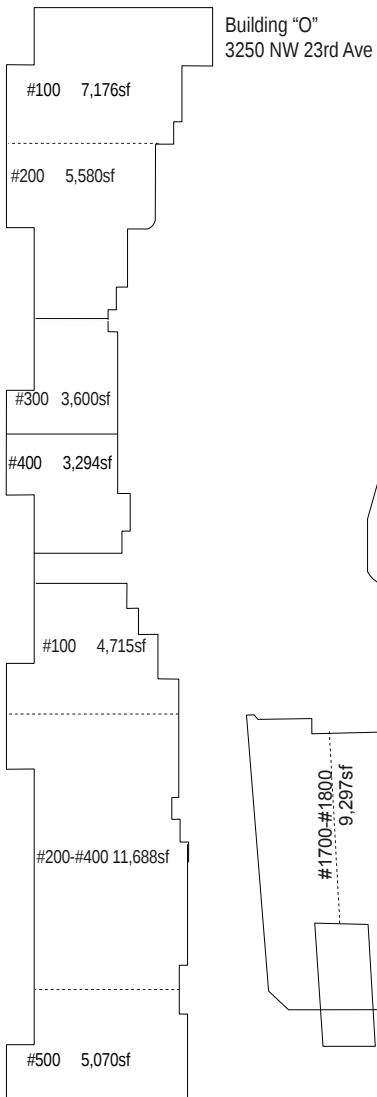 Building “O”
3250 NW 23rd Ave
#100 7,176sf
#200 5,580sf
#300 3,600sf
#400 3,294sf
#100 4,715sf
#200-#400 11,688sf
#1700-#1800
9,297sf
#500 5,070sf